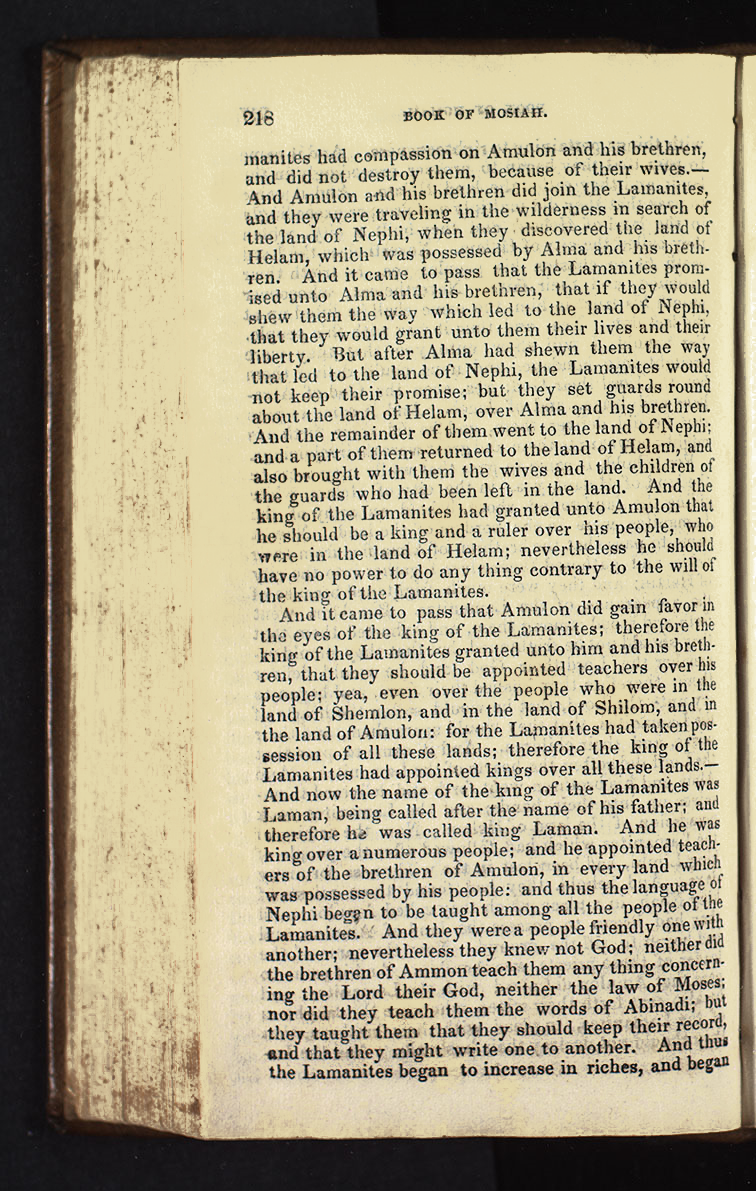 218 BOOK OF MOSIAH.
manites had compassion on Amulon and his brethren,
and did not destroy them, because of their wives.—
And Amulon and his brethren did join the Lamanites,
and they were traveling in the wilderness in search of
the land of Nephi, when they discovered the land of
Helam, which was possessed by Alma and his breth-
ren. And it came to pass that the Lamanites prom-
ised unto Alma and his brethren, that if they would
shew them the way which led to the land of Nephi,
that they would grant unto them their lives and their
liberty. But after Alma had shewn them the way
that led to the land of Nephi, the Lamanites would
not keep their promise; but they set guards round
about the land of Helam, over Alma and his brethren.
And the remainder of them went to the land of Nephi;
and a part of them returned to the land of Helam, and
also brought with them the wives and the children of
the guards who had been left in the land. And the
king of the Lamanites had granted unto Amulon that
he should be a king and a ruler over his people, who
were in the land of Helam; nevertheless he should
have no power to do any thing contrary to the will of
the king of the Lamanites.
And it came to pass that Amulon did gain favor in
the eyes of the king of the Lamanites; therefore the
king of the Lamanites granted unto him and his breth-
ren, that they should be appointed teachers over his
people; yea, even over the people who were in the
land of Shemlon, and in the land of Shilom, and in
the land of Amulon: for the Lamanites had taken pos-
session of all these lands; therefore the king of the
Lamanites had appointed kings over all these lands.—
And now the name of the king of the Lamanites was
Laman, being called after the name of his father; and
therefore he was called king Laman. And he was
king over a numerous people; and he appointed teach-
ers of the brethren of Amulon, in every land which
was possessed by his people: and thus the language of
Nephi began to be taught among all the people of the
Lamanites. And they were a people friendly one with
another; nevertheless they knew not God; neither did
the brethren of Ammon teach them any thing concern-
ing the Lord their God, neither the law of Moses;
nor did they teach them the words of Abinadi; but
they taught them that they should keep their record,
and that they might write one to another. And thus
the Lamanites began to increase in riches, and began